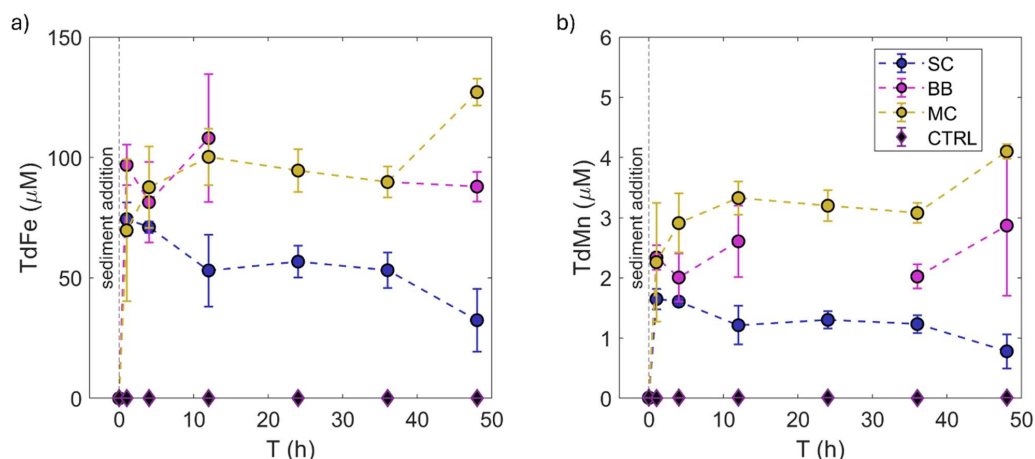 a)
150
100
50
0
TdFe (μM)
sediment addition
0 10 20 30 40 50
T (h)
b)
6
5
4
3
2
1
0
TdMn (μM)
sediment addition
SC
BB
MC
CTRL
0 10 20 30 40 50
T (h)